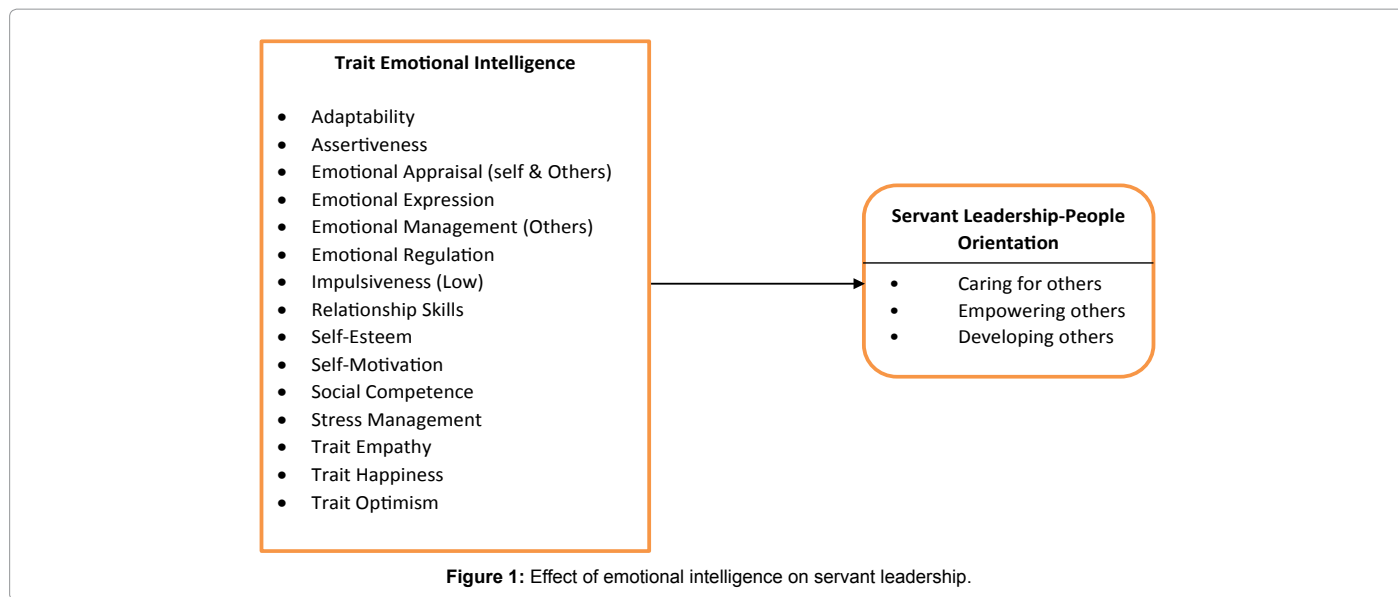 Trait Emotional Intelligence
• Adaptability
• Assertiveness
• Emotional Appraisal (self & Others)
• Emotional Expression
• Emotional Management (Others)
• Emotional Regulation
• Impulsiveness (Low)
• Relationship Skills
• Self-Esteem
• Self-Motivation
• Social Competence
• Stress Management
• Trait Empathy
• Trait Happiness
• Trait Optimism
Servant Leadership-People
Orientation
• Caring for others
• Empowering others
• Developing others
Figure 1: Effect of emotional intelligence on servant leadership.